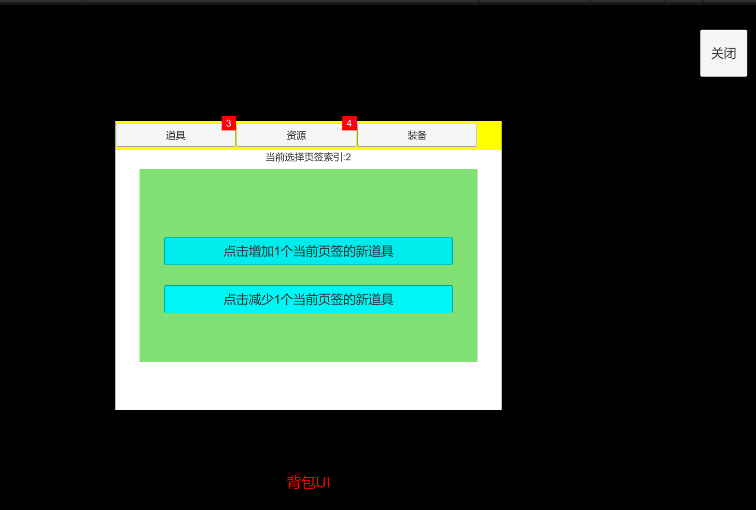 关闭
3 4
道具 资源 装备
当前选择页签索引:2
点击增加1个当前页签的新道具
点击减少1个当前页签的新道具
背包UI